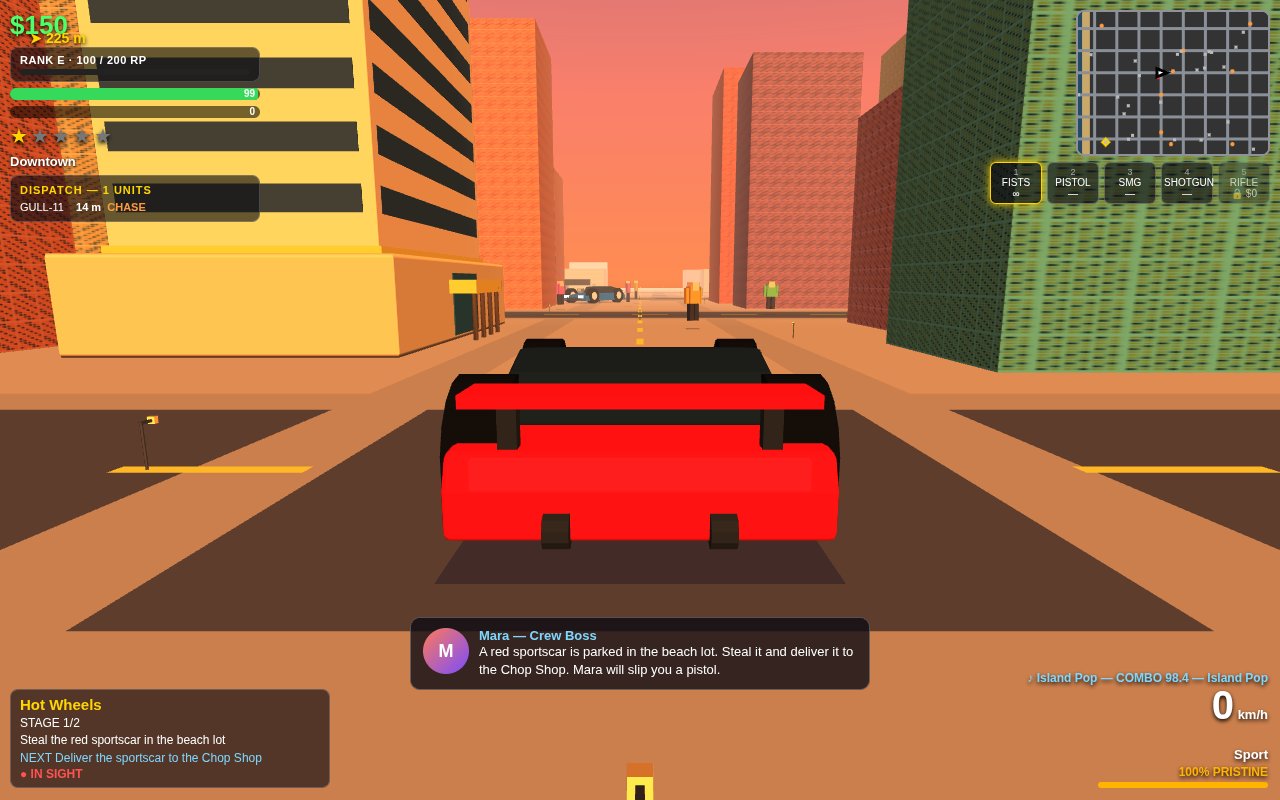 $150
➤ 225 m
RANK E · 100 / 200 RP
99
0
Downtown
DISPATCH — 1 UNITS
GULL-11 14 m CHASE
1 2 3 4 5
FISTS PISTOL SMG SHOTGUN RIFLE
∞ — — — 🔒 $0
M
Mara — Crew Boss
A red sportscar is parked in the beach lot. Steal it and deliver it to
the Chop Shop. Mara will slip you a pistol.
Hot Wheels
STAGE 1/2
Steal the red sportscar in the beach lot
NEXT Deliver the sportscar to the Chop Shop
● IN SIGHT
♪ Island Pop — COMBO 98.4 — Island Pop
0 km/h
Sport
100% PRISTINE